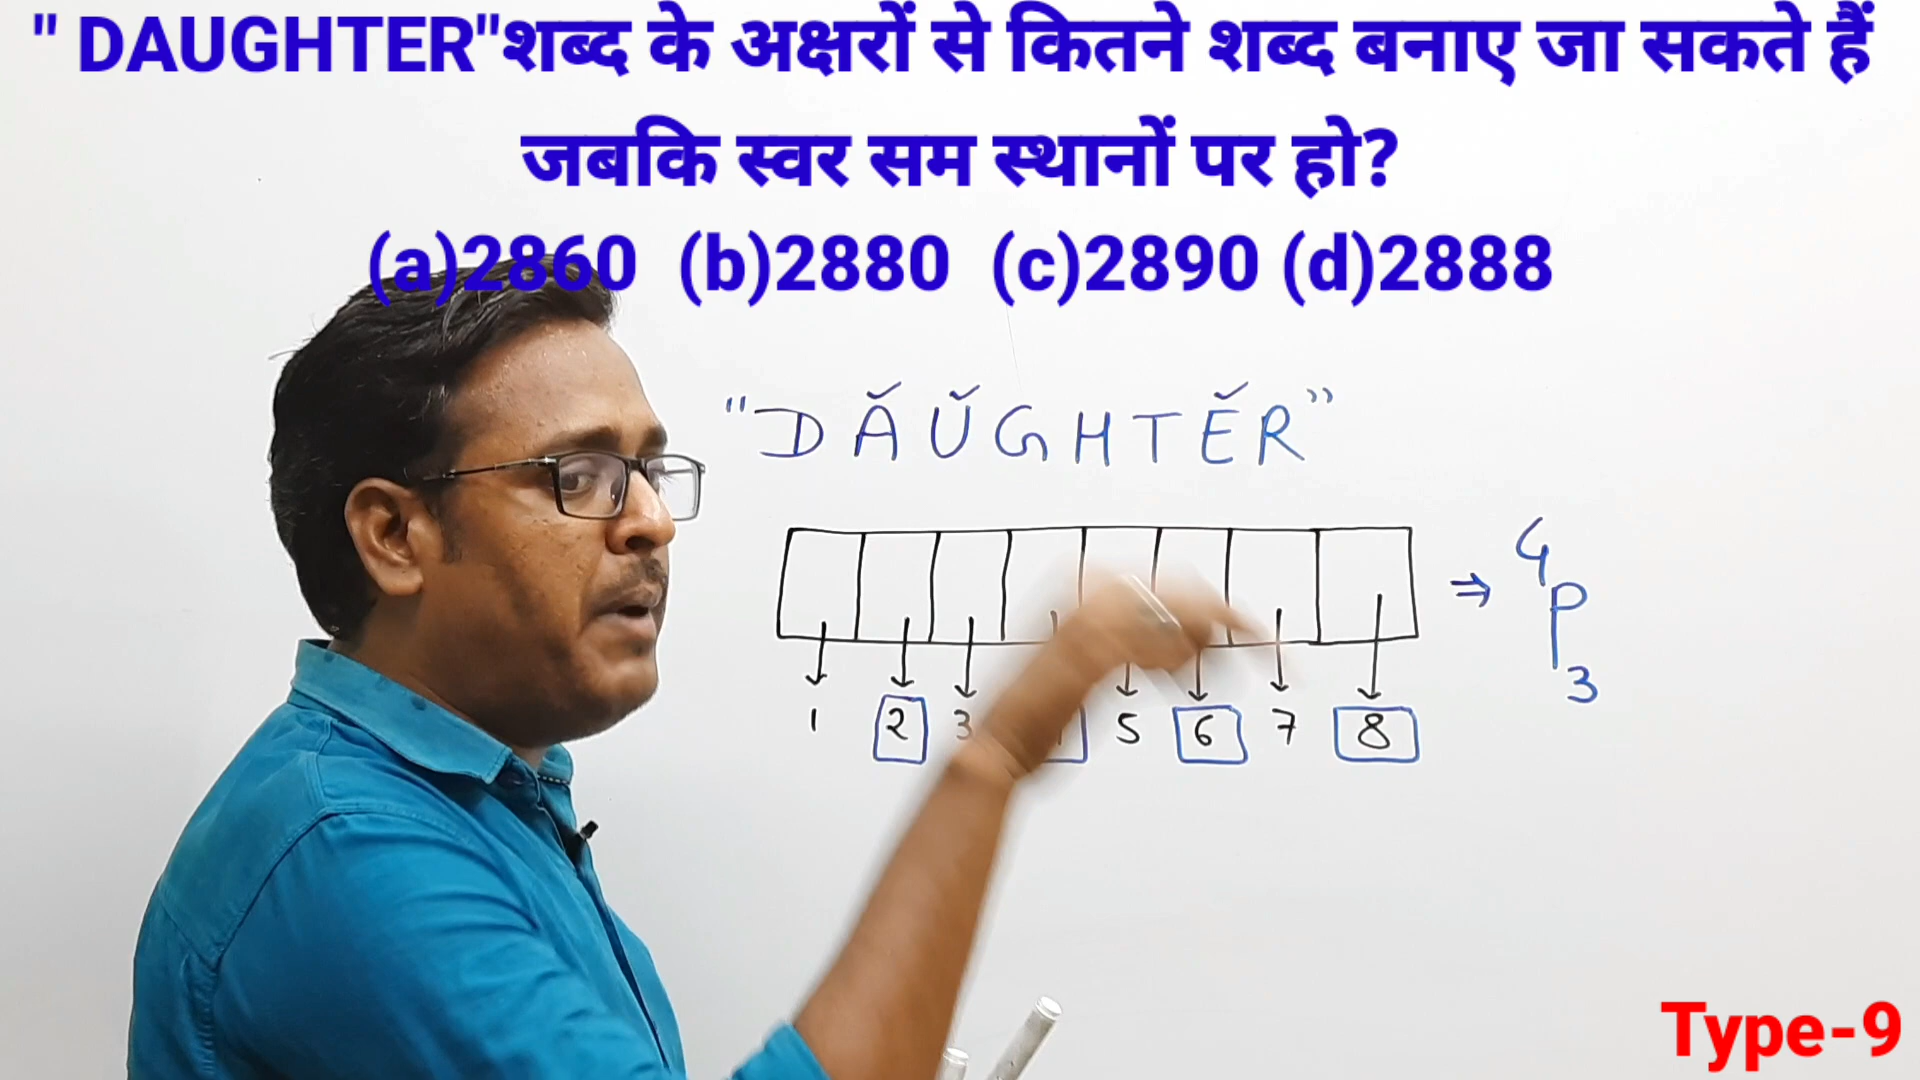 " DAUGHTER"शब्द के अक्षरों से कितने शब्द बनाए जा सकते हैं
जबकि स्वर सम स्थानों पर हो?
(a)2860 (b)2880 (c)2890 (d)2888
"DAUGHTER"
⇒ 4P3
1 2 3 5 6 7 8
Type-9